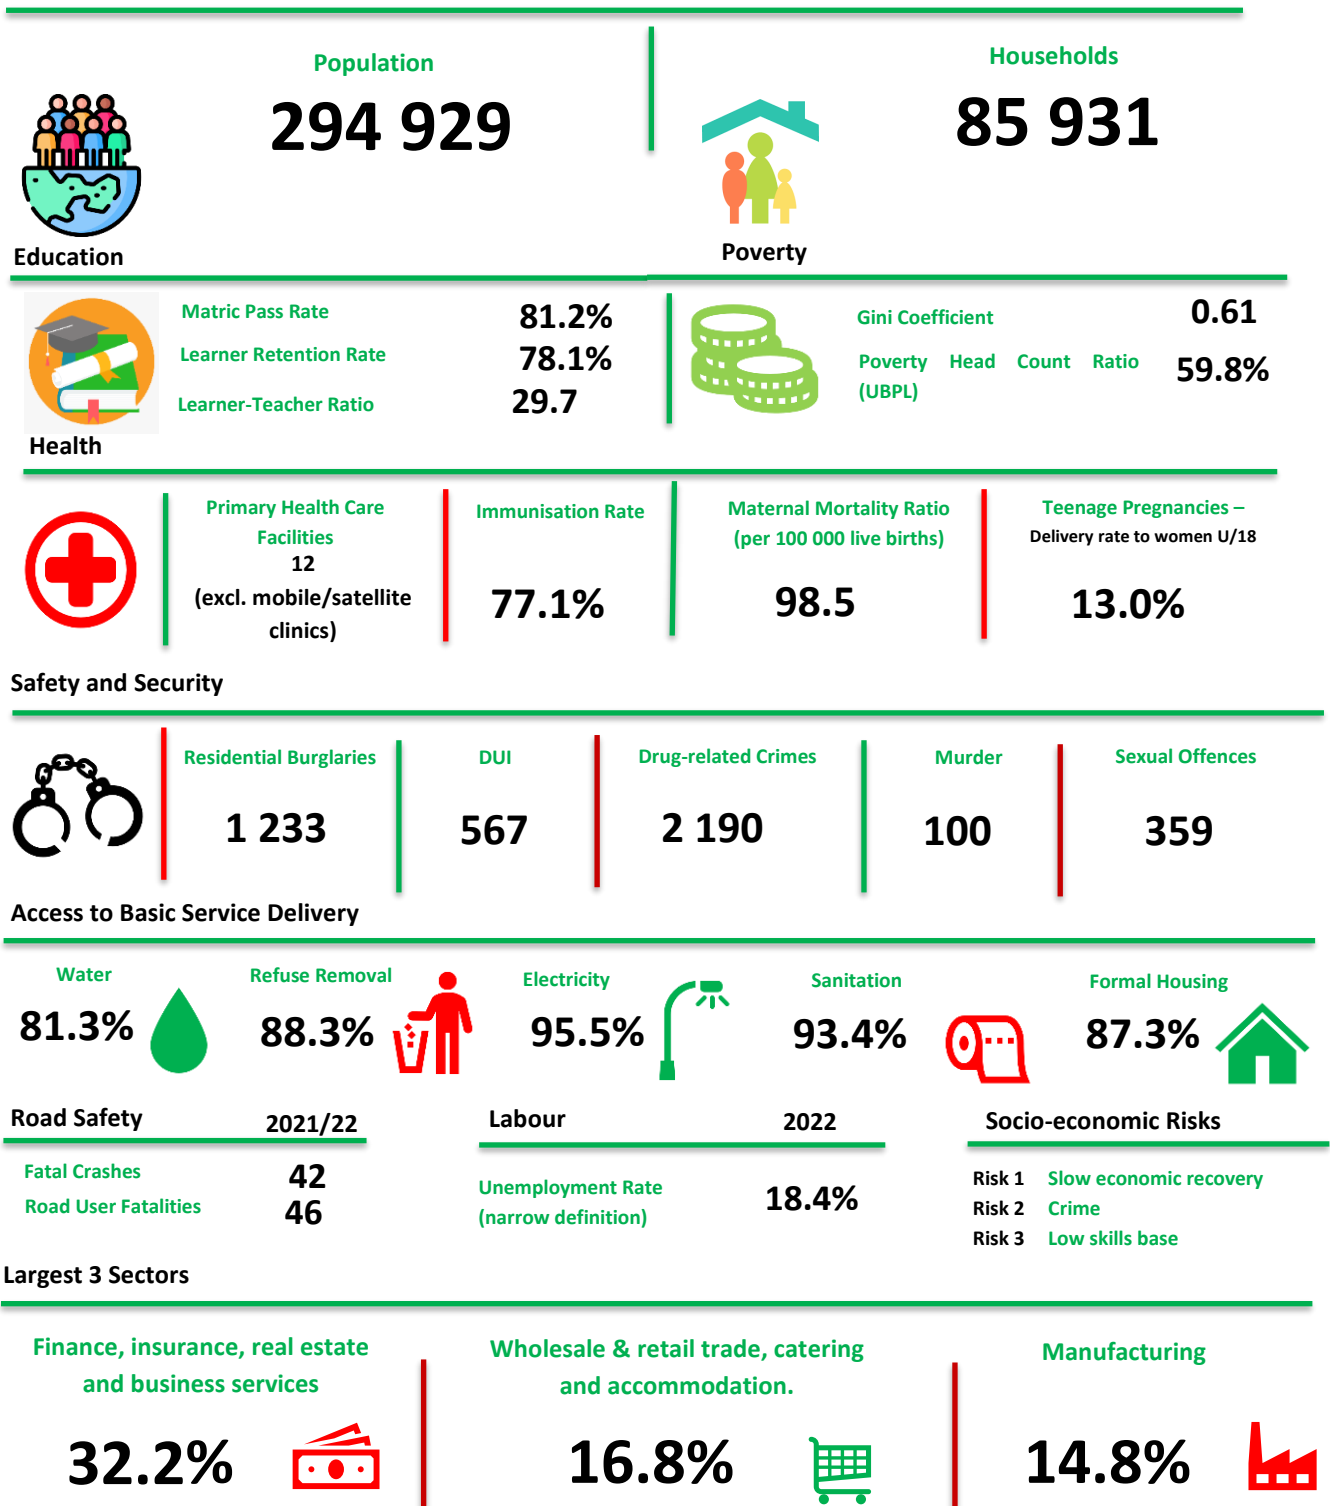 Population
294 929
Households
85 931
Education
Poverty
Matric Pass Rate 81.2%
Learner Retention Rate 78.1%
Learner-Teacher Ratio 29.7
Gini Coefficient 0.61
Poverty Head Count Ratio 59.8%
(UBPL)
Health
Primary Health Care
Facilities
12
(excl. mobile/satellite
clinics)
Immunisation Rate
77.1%
Maternal Mortality Ratio
(per 100 000 live births)
98.5
Teenage Pregnancies –
Delivery rate to women U/18
13.0%
Safety and Security
Residential Burglaries
1 233
DUI
567
Drug-related Crimes
2 190
Murder
100
Sexual Offences
359
Access to Basic Service Delivery
Water
81.3%
Refuse Removal
88.3%
Electricity
95.5%
Sanitation
93.4%
Formal Housing
87.3%
Road Safety 2021/22
Fatal Crashes 42
Road User Fatalities 46
Labour 2022
Unemployment Rate 18.4%
(narrow definition)
Socio-economic Risks
Risk 1 Slow economic recovery
Risk 2 Crime
Risk 3 Low skills base
Largest 3 Sectors
Finance, insurance, real estate
and business services
32.2%
Wholesale & retail trade, catering
and accommodation.
16.8%
Manufacturing
14.8%